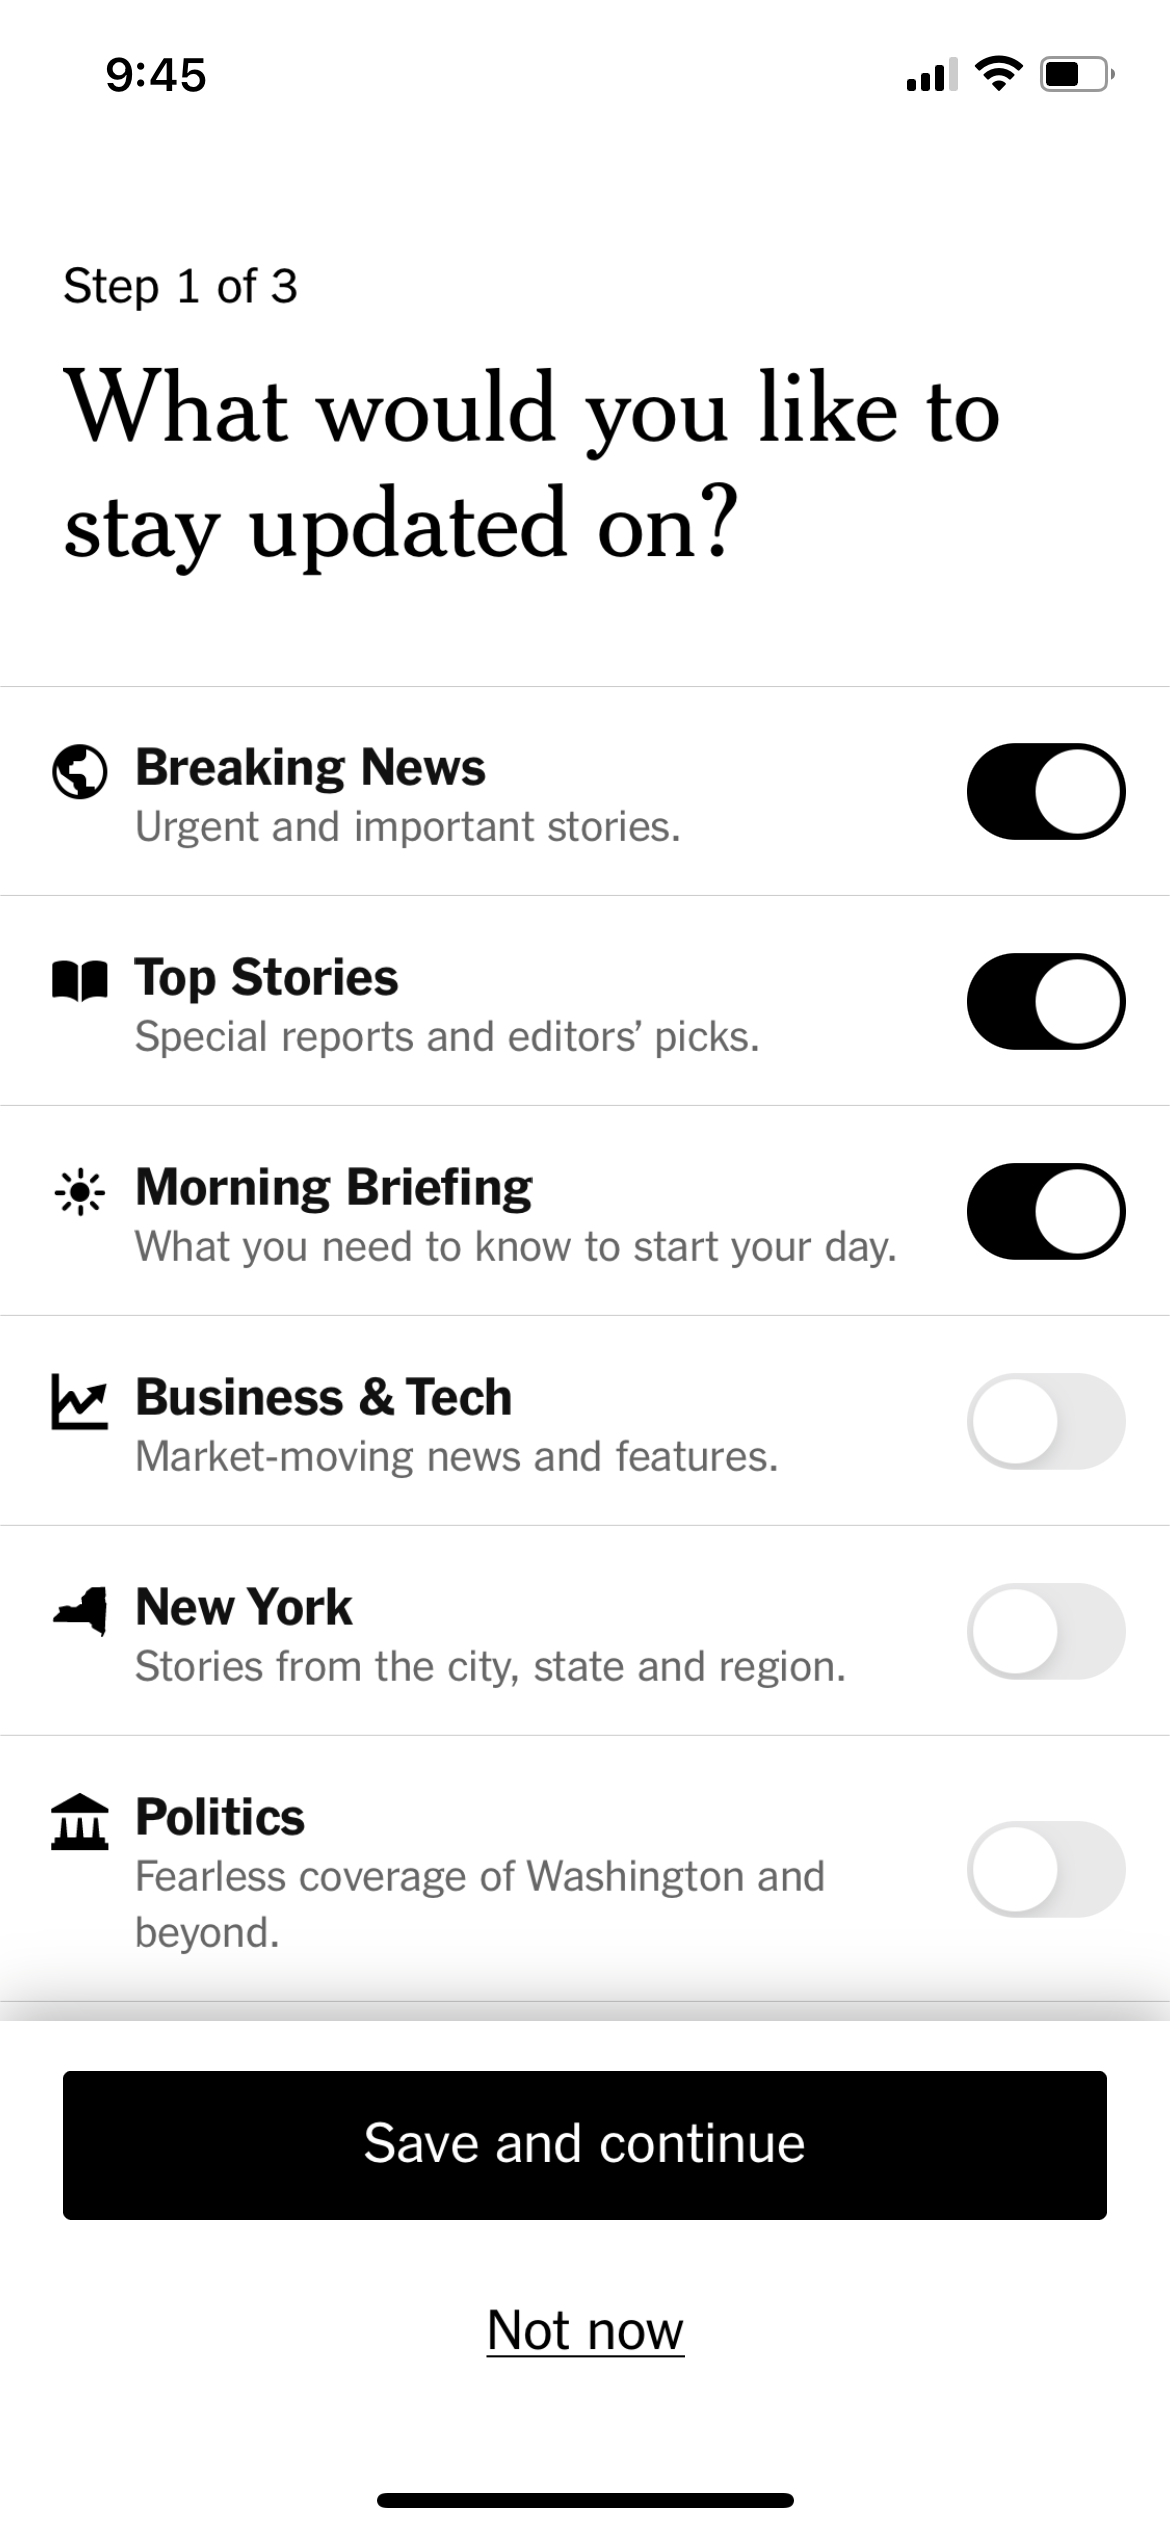 9:45
Step 1 of 3
What would you like to
stay updated on?
Breaking News
Urgent and important stories.
Top Stories
Special reports and editors’ picks.
Morning Briefing
What you need to know to start your day.
Business & Tech
Market-moving news and features.
New York
Stories from the city, state and region.
Politics
Fearless coverage of Washington and
beyond.
Save and continue
Not now